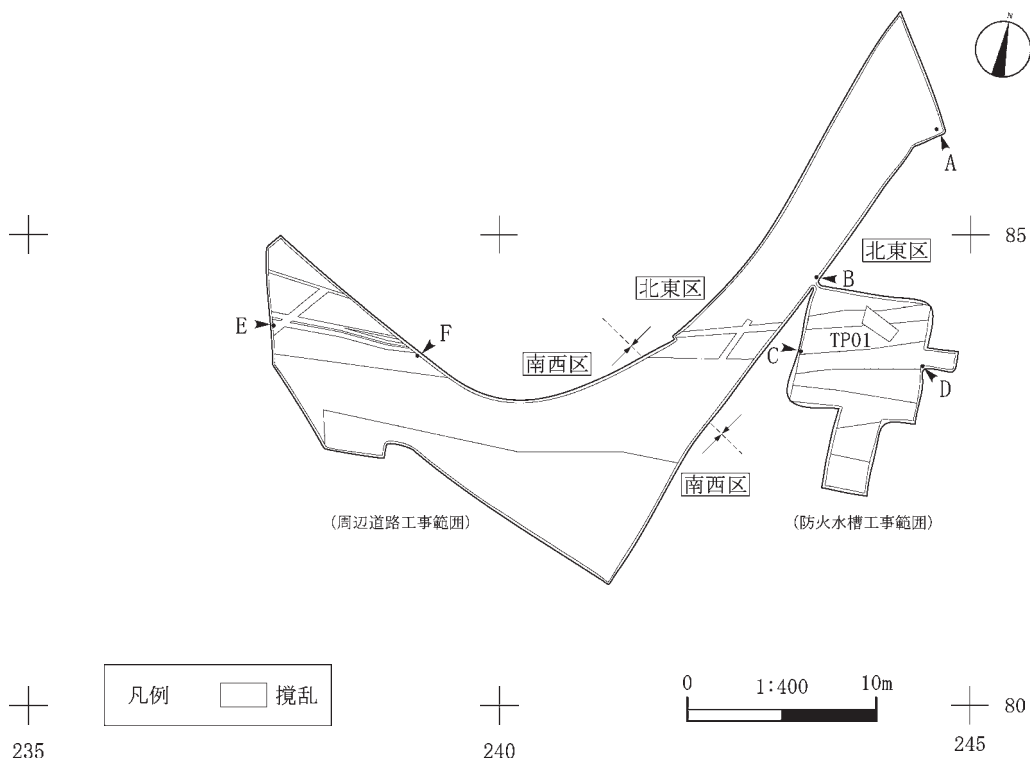 N
A
85
北東区
B
北東区
E
F
TP01
C
南西区
D
南西区
(周辺道路工事範囲)
(防火水槽工事範囲)
凡例 撹乱
0 1:400 10m
80
235 240 245